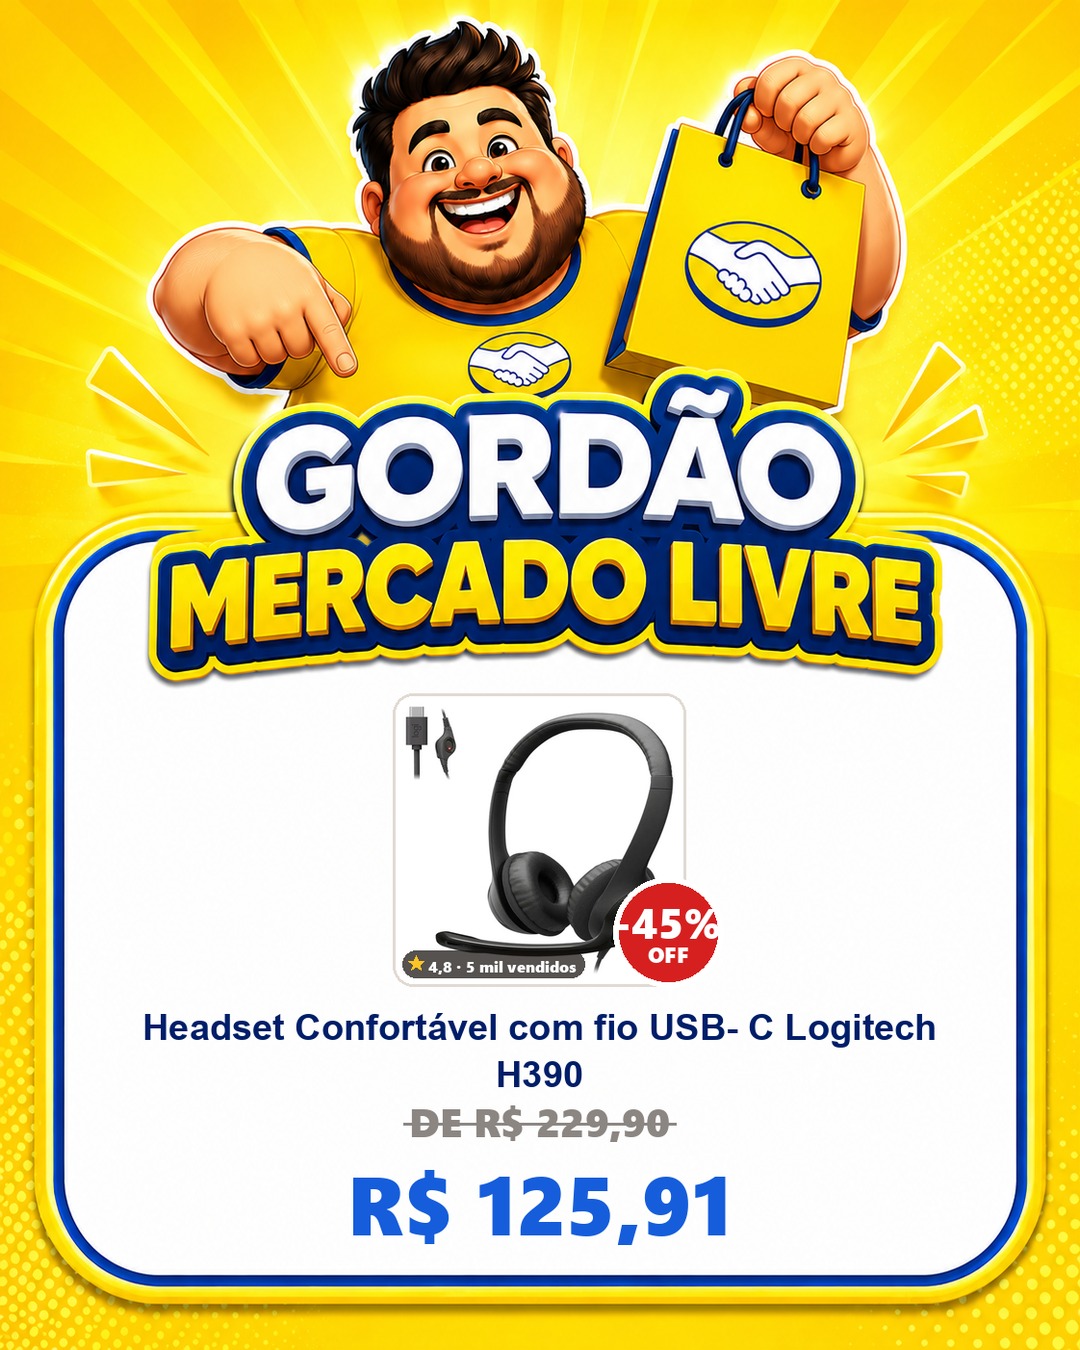 GORDÃO
MERCADO LIVRE
logi
-45%
OFF
4,8 · 5 mil vendidos
Headset Confortável com fio USB- C Logitech
H390
DE R$ 229,90
R$ 125,91